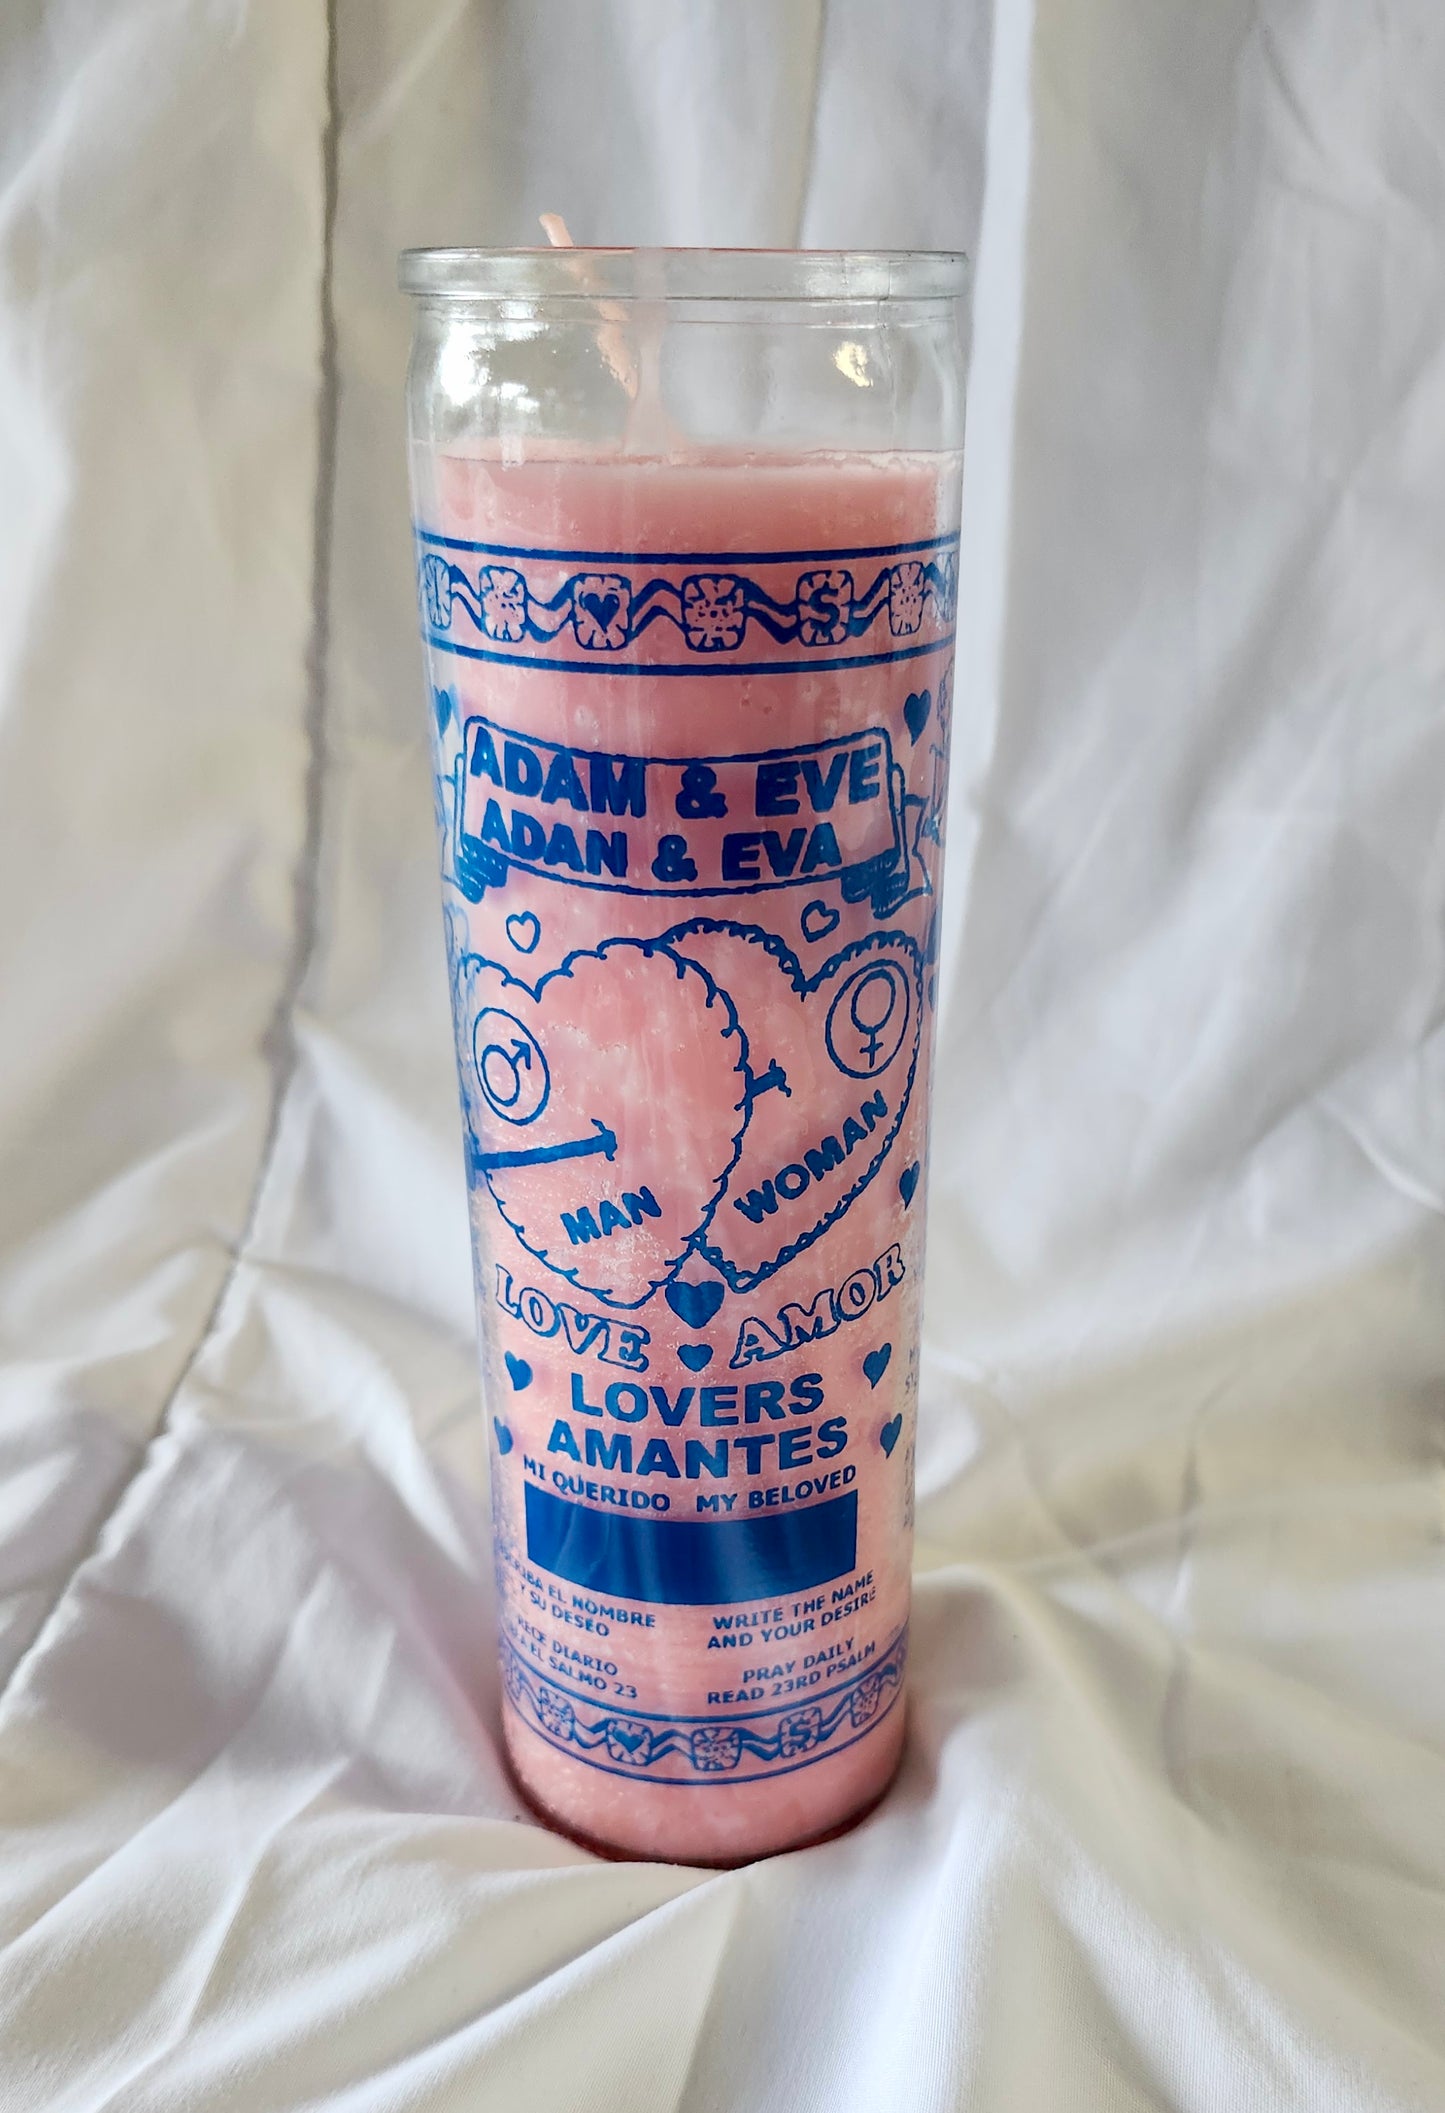 ADAM & EVE
ADAN & EVA
MAN
WOMAN
LOVE AMOR
LOVERS
AMANTES
MI QUERIDO MY BELOVED
EL NOMBRE
Y SU DESEO
DIARIO
EL SALMO 23
WRITE THE NAME
AND YOUR DESIRE
PRAY DAILY
READ 23RD PSALM